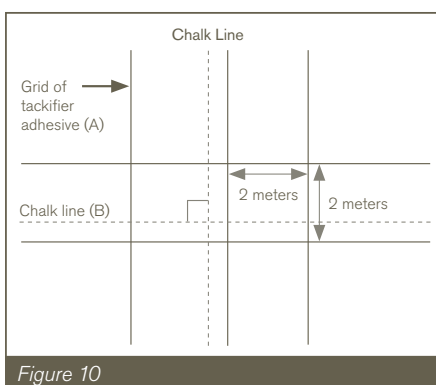 Chalk Line
Grid of
tackifier
adhesive (A)
2 meters
2 meters
Chalk line (B)
Figure 10